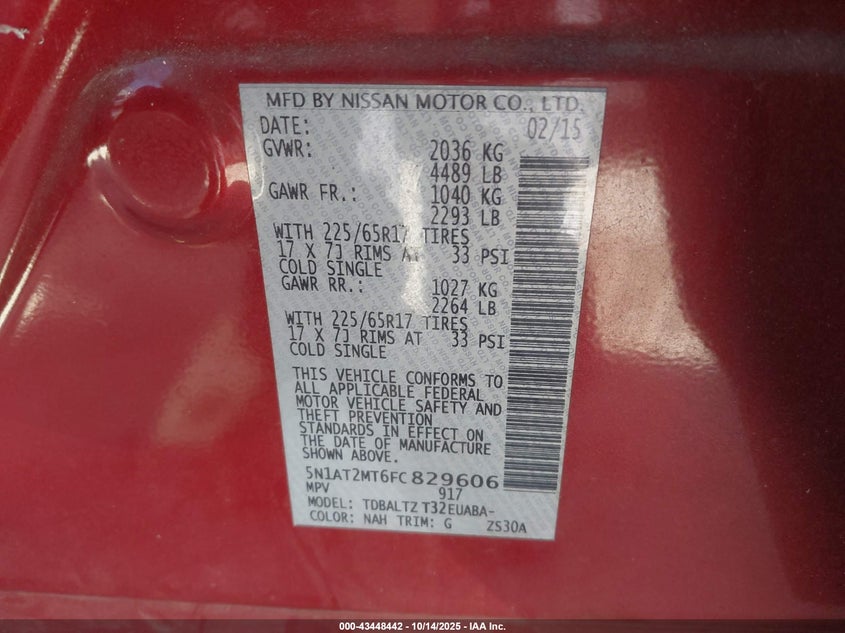 MFD BY NISSAN MOTOR CO., LTD.
DATE: 02/15
GVWR: 2036 KG
4489 LB
GAWR FR.: 1040 KG
2293 LB
WITH 225/65R17 TIRES
17 X 7J RIMS AT 33 PSI
COLD SINGLE
GAWR RR.: 1027 KG
2264 LB
WITH 225/65R17 TIRES
17 X 7J RIMS AT 33 PSI
COLD SINGLE
THIS VEHICLE CONFORMS TO
ALL APPLICABLE FEDERAL
MOTOR VEHICLE SAFETY AND
THEFT PREVENTION
STANDARDS IN EFFECT ON
THE DATE OF MANUFACTURE
SHOWN ABOVE.
5N1AT2MT6FC829606
MPV 917
MODEL: TDBALTZ T32EUABA-
COLOR: NAH TRIM: G ZS30A
000-43448442 - 10/14/2025 - IAA Inc.